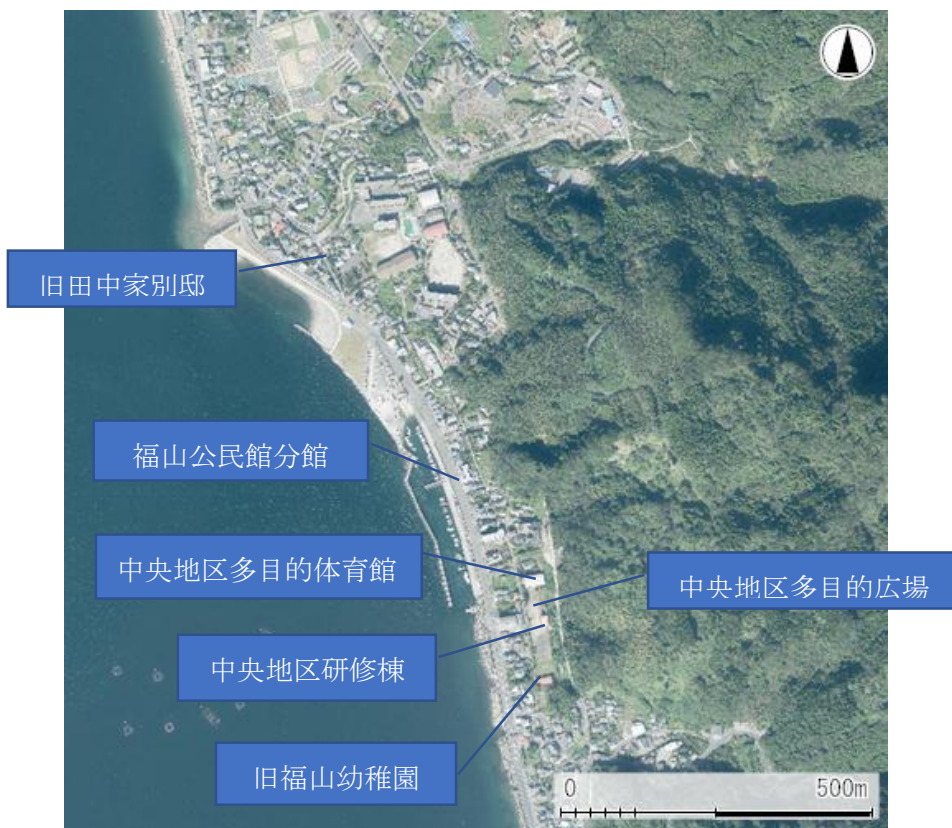 旧田中家別邸
福山公民館分館
中央地区多目的体育館
中央地区多目的広場
中央地区研修棟
旧福山幼稚園
0 500m